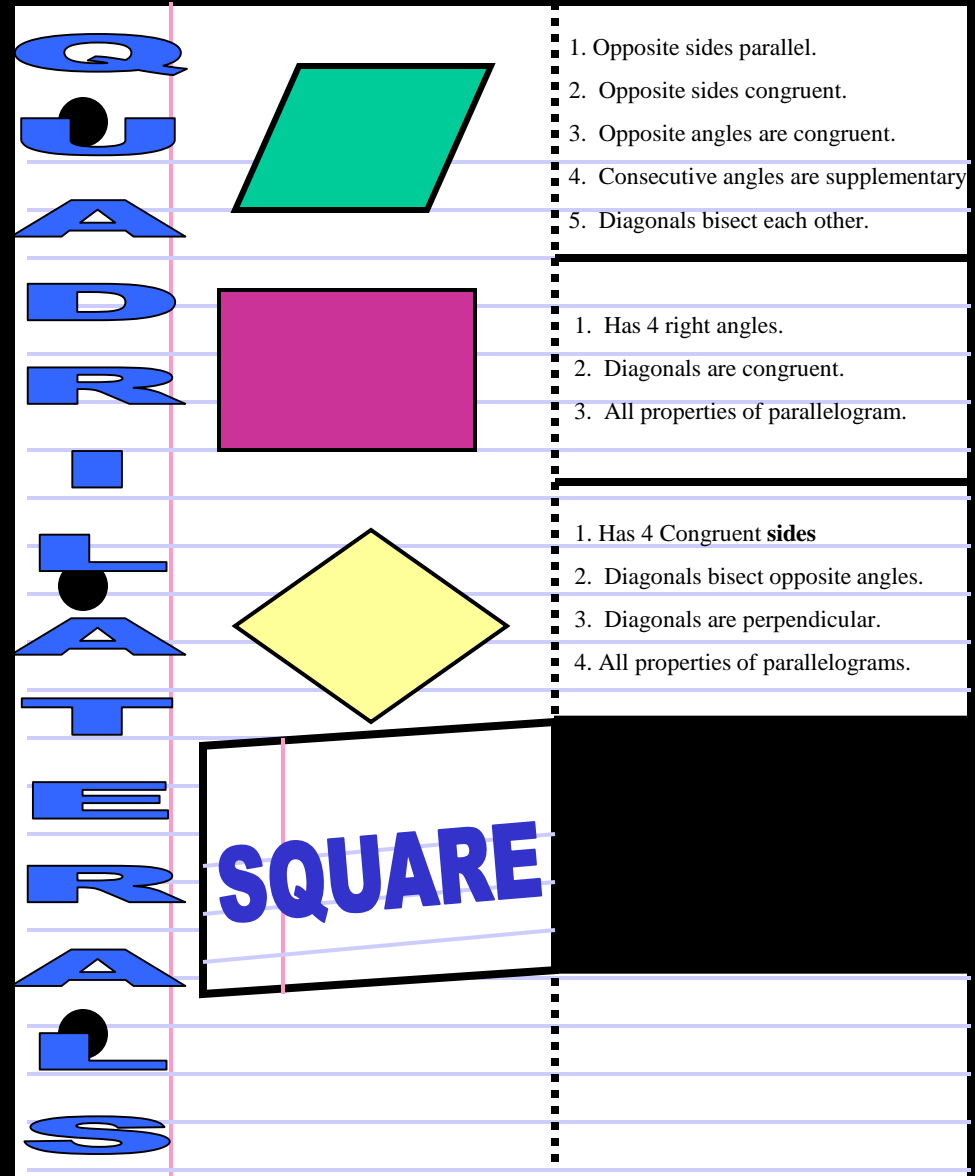 QUADRILATERALS
1. Opposite sides parallel.
2. Opposite sides congruent.
3. Opposite angles are congruent.
4. Consecutive angles are supplementary
5. Diagonals bisect each other.
1. Has 4 right angles.
2. Diagonals are congruent.
3. All properties of parallelogram.
1. Has 4 Congruent sides
2. Diagonals bisect opposite angles.
3. Diagonals are perpendicular.
4. All properties of parallelograms.
SQUARE